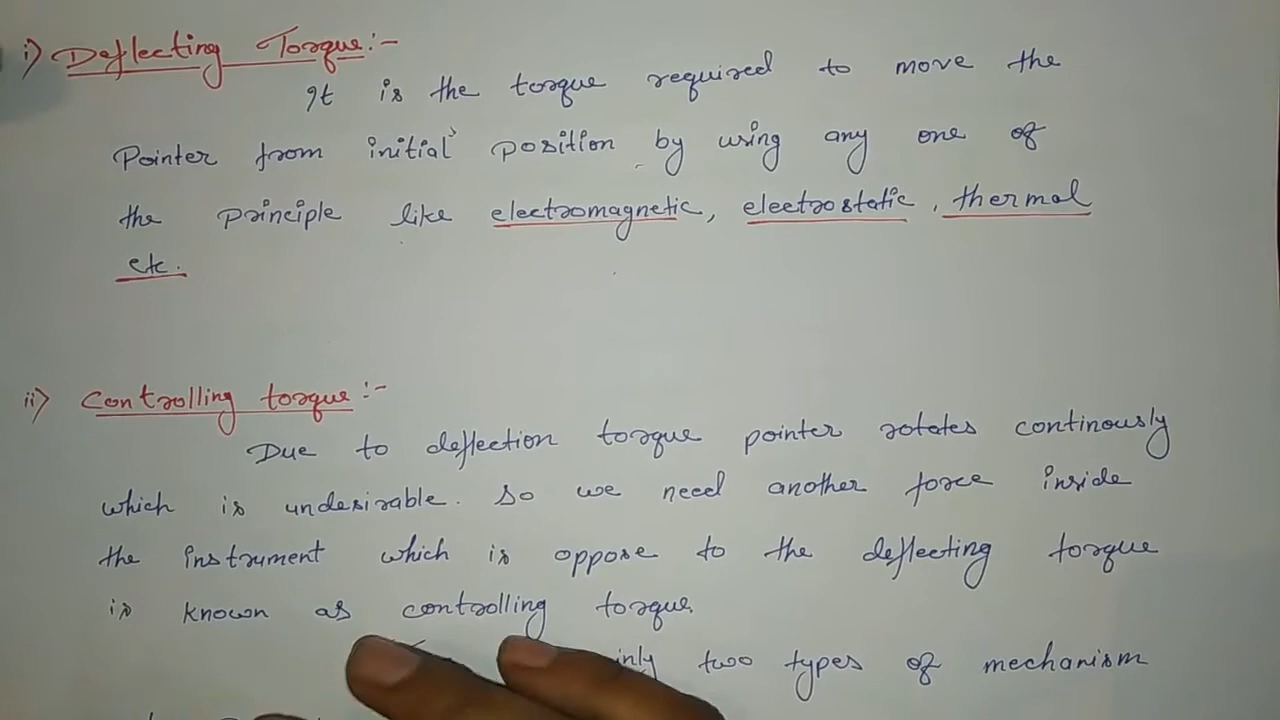 i) Deflecting Torque:-
It is the torque required to move the
Pointer from initial position by using any one of
the principle like electromagnetic, electrostatic, thermal
etc.
ii) Controlling torque:-
Due to deflection torque pointer rotates continously
which is undesirable. So we need another force inside
the instrument which is oppose to the deflecting torque
is known as controlling torque.
two types of mechanism